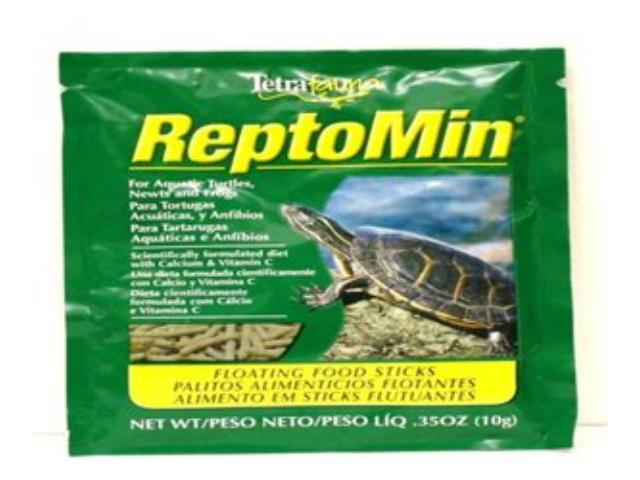 Tetrafauna
ReptoMin®
For Aquatic Turtles,
Newts and Frogs
Para Tortugas
Acuáticas, y Anfibios
Para Tartarugas
Aquáticas e Anfíbios
Scientifically formulated diet
with Calcium & Vitamin C
Una dieta formulada científicamente
con Calcio y Vitamina C
Dieta cientificamente
formulada com Cálcio
e Vitamina C
FLOATING FOOD STICKS
PALITOS ALIMENTICIOS FLOTANTES
ALIMENTO EM STICKS FLUTUANTES
NET WT/PESO NETO/PESO LÍQ .35OZ (10g)